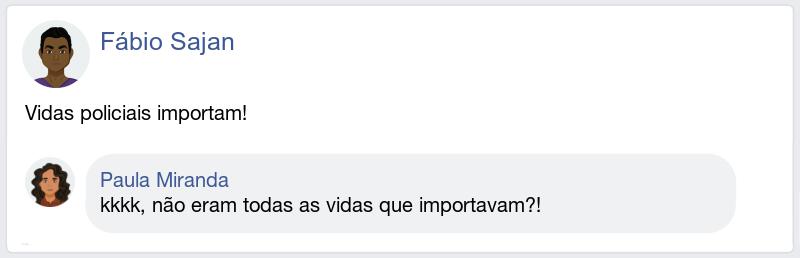 Fábio Sajan
Vidas policiais importam!
Paula Miranda
kkkk, não eram todas as vidas que importavam?!